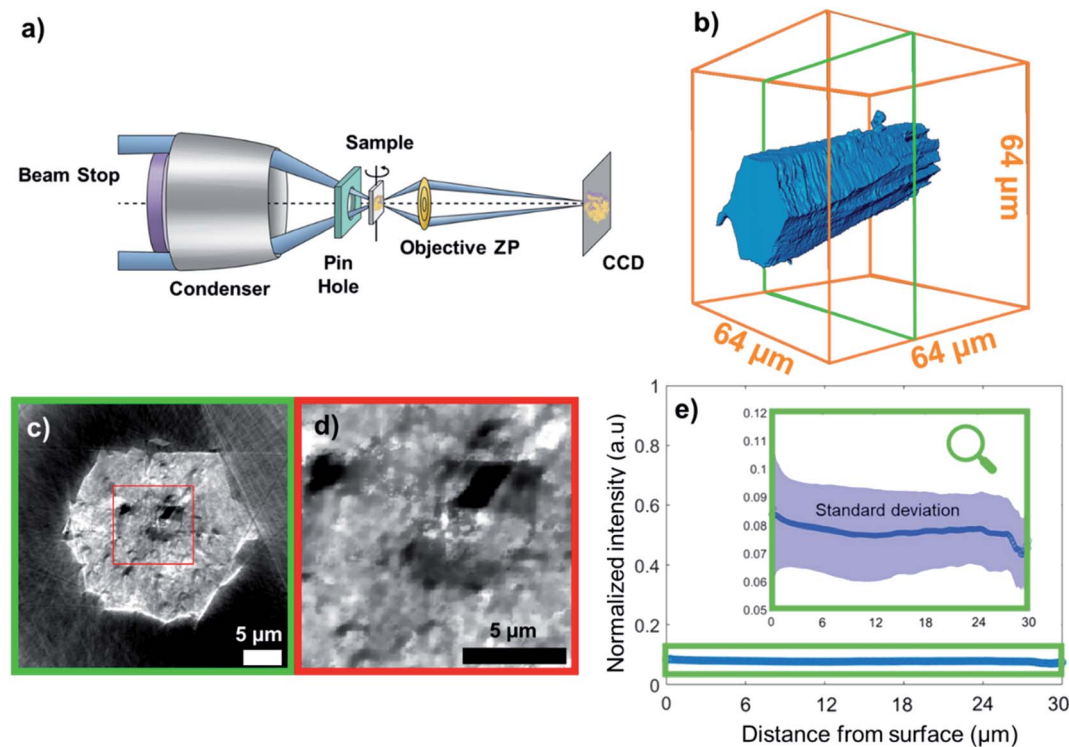 a)
Beam Stop
Condenser
Pin
Hole
Sample
Objective ZP
CCD
b)
64 μm
64 μm
64 μm
c)
5 μm
d)
5 μm
e)
Normalized intensity (a.u)
1
0.8
0.6
0.4
0.2
0
0.12
0.11
0.1
0.09
0.08
0.07
0.06
0.05
Standard deviation
0 6 12 18 24 30
0 6 12 18 24 30
Distance from surface (μm)